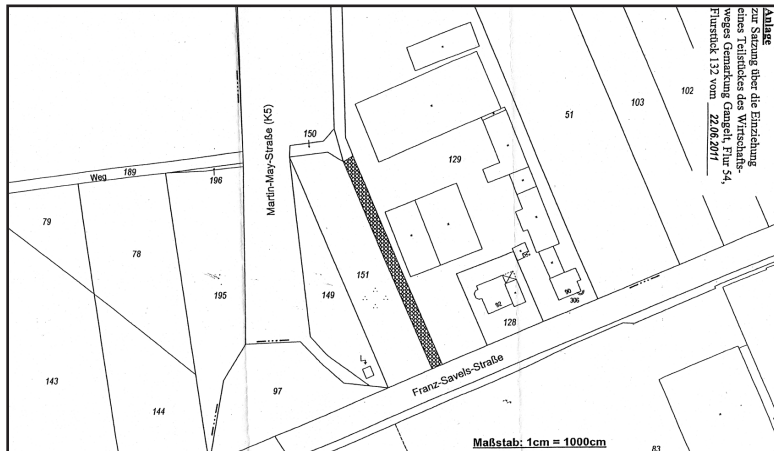 Anlage
zur Satzung über die Einziehung
eines Teilstückes des Wirtschafts-
weges Gemarkung Gangelt, Flur 54,
Flurstück 132 vom 22.06.2011
102
103
51
150
129
Martin-May-Straße (K5)
Weg 189
196
79
78
195
149
151
92
90
30g
128
143
144
97
Franz-Savels-Straße
Maßstab: 1cm = 1000cm
83